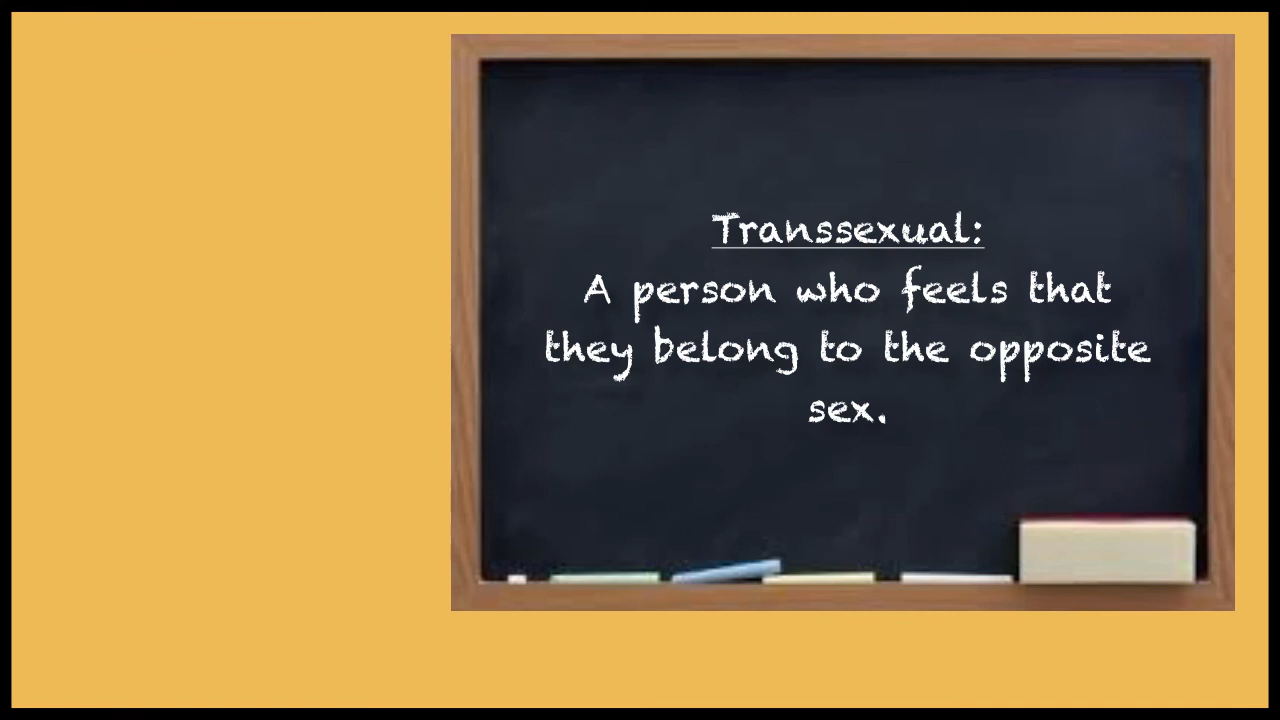 Transsexual:
A person who feels that
they belong to the opposite
sex.